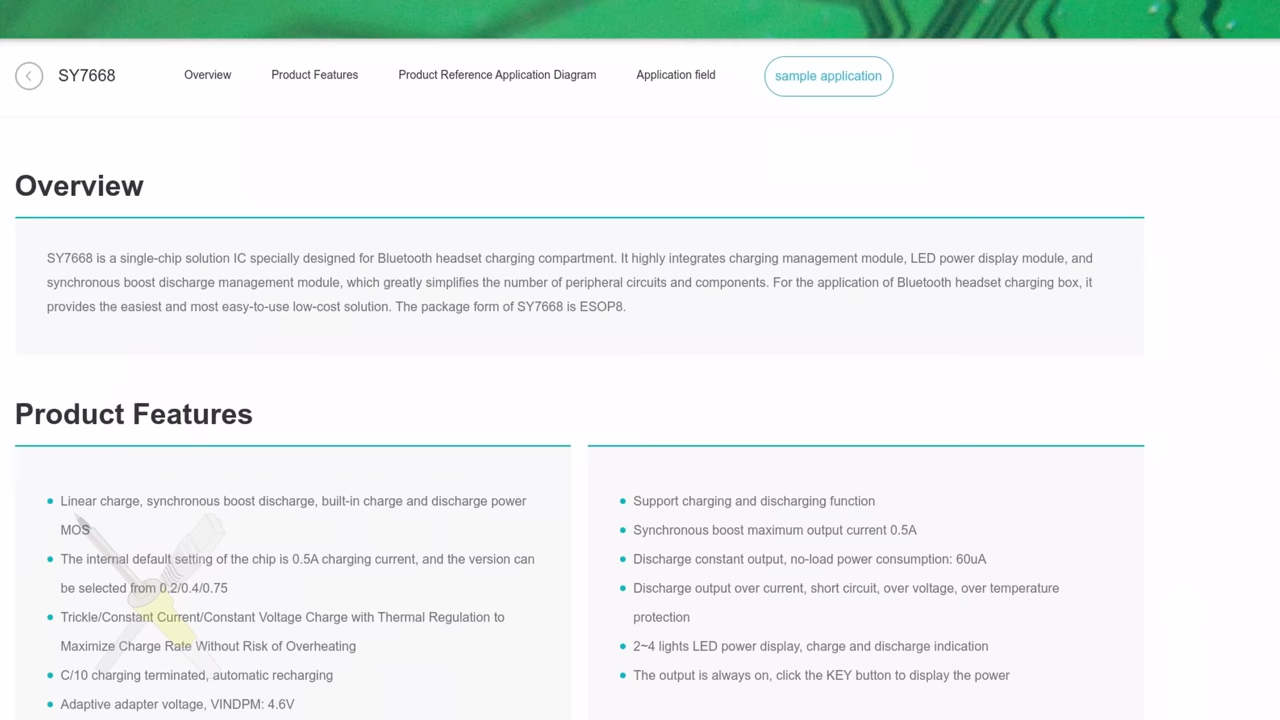 SY7668
Overview
Product Features
Product Reference Application Diagram
Application field
sample application
Overview
SY7668 is a single-chip solution IC specially designed for Bluetooth headset charging compartment. It highly integrates charging management module, LED power display module, and
synchronous boost discharge management module, which greatly simplifies the number of peripheral circuits and components. For the application of Bluetooth headset charging box, it
provides the easiest and most easy-to-use low-cost solution. The package form of SY7668 is ESOP8.
Product Features
Linear charge, synchronous boost discharge, built-in charge and discharge power
MOS
The internal default setting of the chip is 0.5A charging current, and the version can
be selected from 0.2/0.4/0.75
Trickle/Constant Current/Constant Voltage Charge with Thermal Regulation to
Maximize Charge Rate Without Risk of Overheating
C/10 charging terminated, automatic recharging
Adaptive adapter voltage, VINDPM: 4.6V
Support charging and discharging function
Synchronous boost maximum output current 0.5A
Discharge constant output, no-load power consumption: 60uA
Discharge output over current, short circuit, over voltage, over temperature
protection
2~4 lights LED power display, charge and discharge indication
The output is always on, click the KEY button to display the power